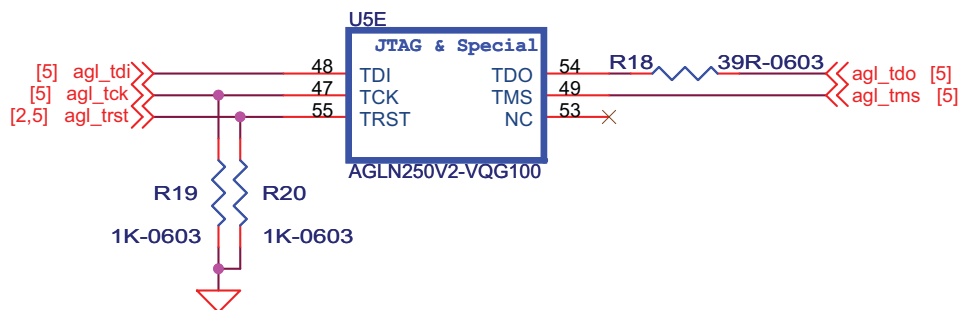 U5E
JTAG & Special
[5] agl_tdi 48 TDI TDO 54 R18 39R-0603 agl_tdo [5]
[5] agl_tck 47 TCK TMS 49 agl_tms [5]
[2,5] agl_trst 55 TRST NC 53
AGLN250V2-VQG100
R19 R20
1K-0603 1K-0603